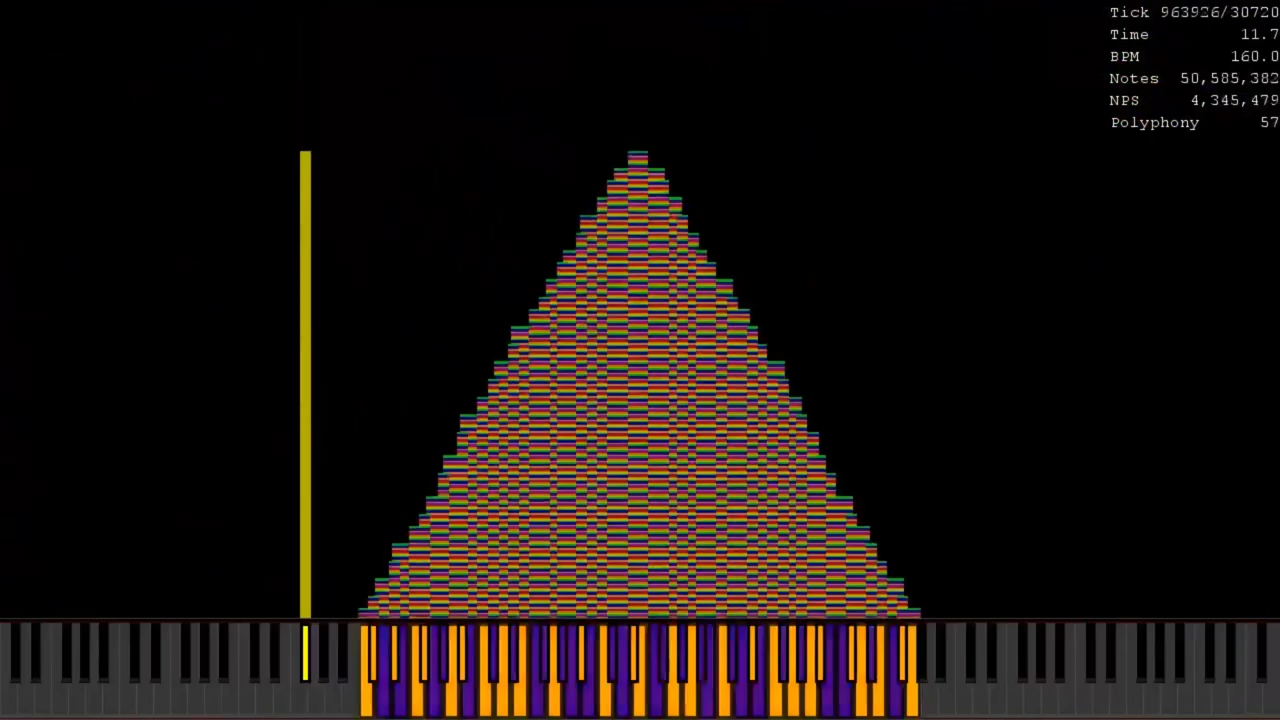 Tick 963926/30720
Time 11.7
BPM 160.0
Notes 50,585,382
NPS 4,345,479
Polyphony 57